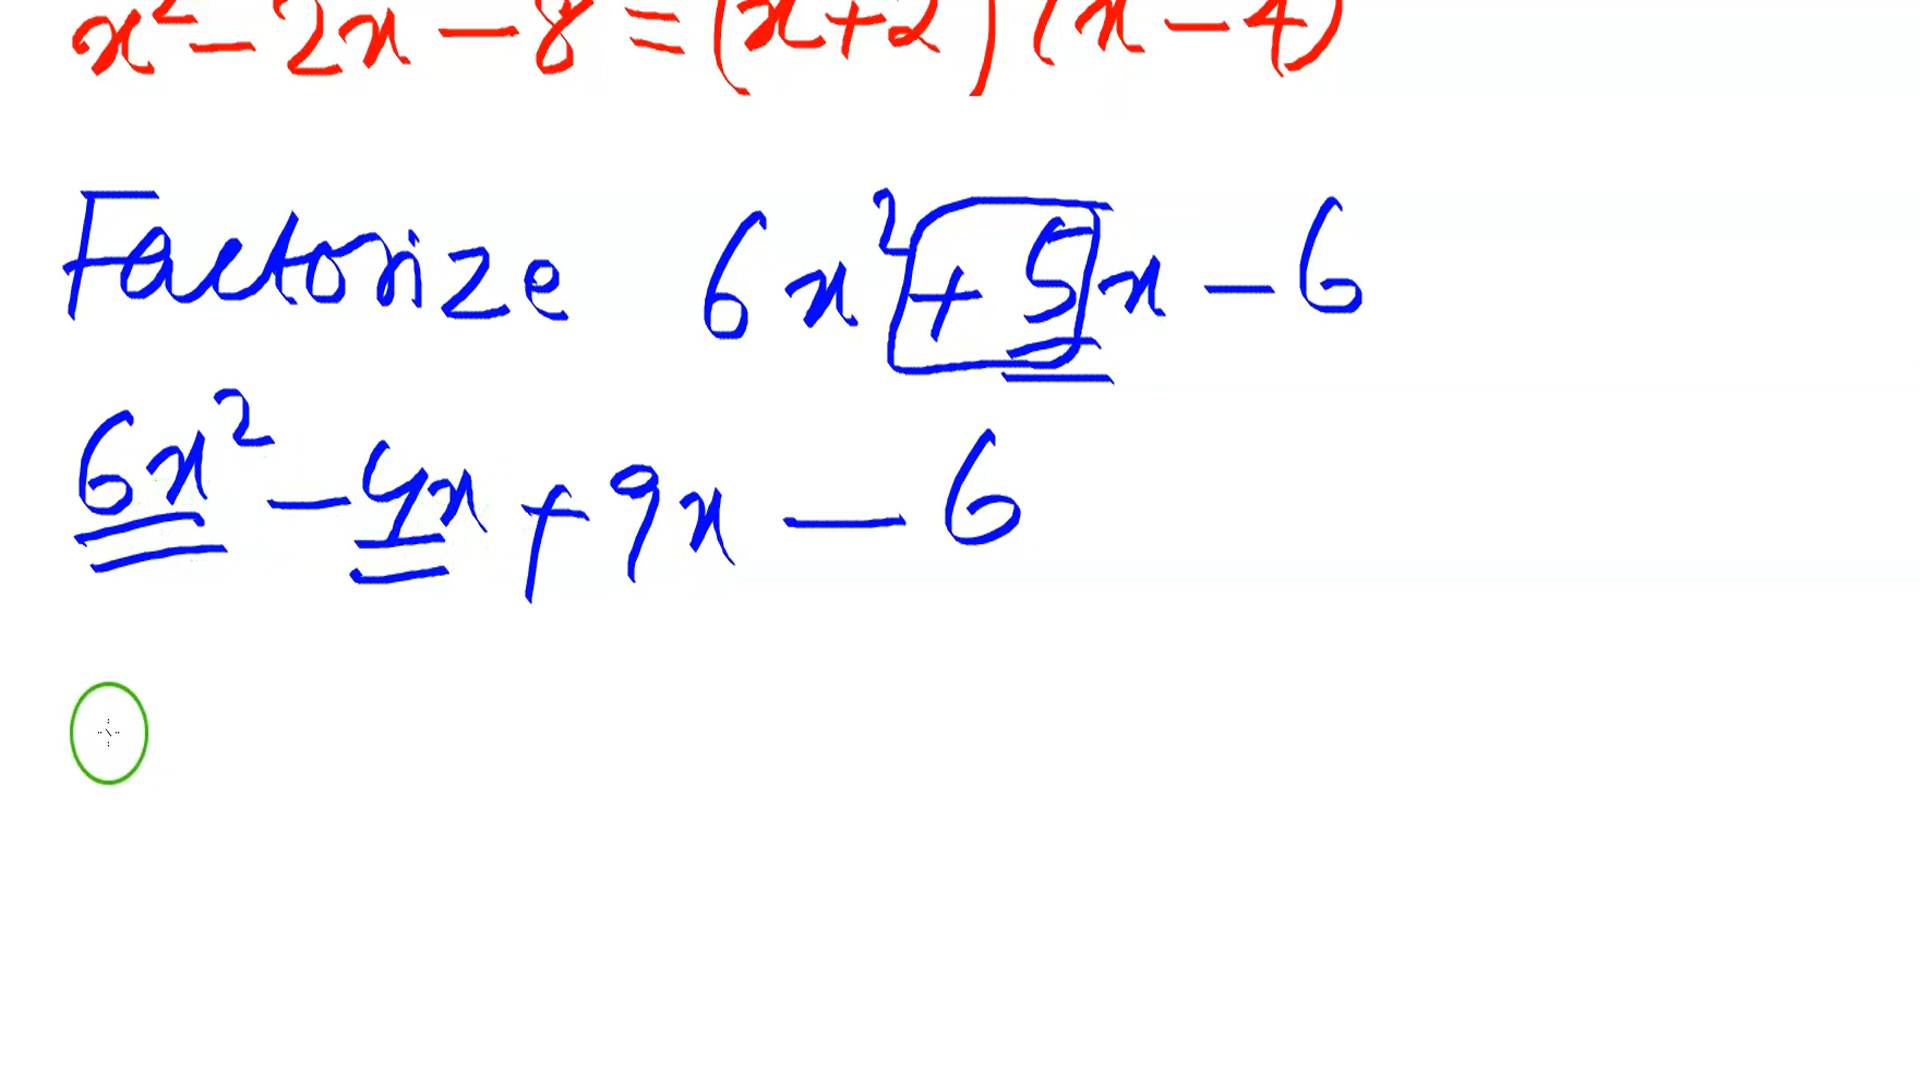 x² - 2x - 8 = (x+2)(x-4)
Factorize 6x² + 5x - 6
6x² - 4x + 9x - 6